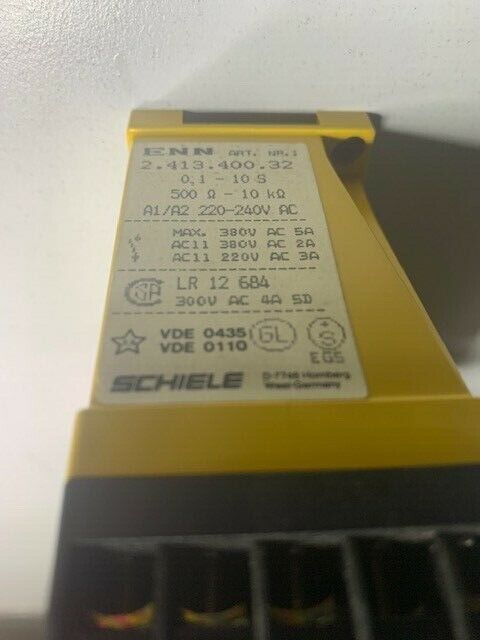 ENN ART. NR.:
2.413.400.32
0,1 - 10 S
500 Ω - 10 kΩ
A1/A2 220-240V AC
MAX. 380V AC 5A
AC11 380V AC 2A
AC11 220V AC 3A
LR 12 684
300V AC 4A 5D
VDE 0435
VDE 0110
GL
+
S
EGS
SCHIELE
D-7746 Hornberg
West-Germany